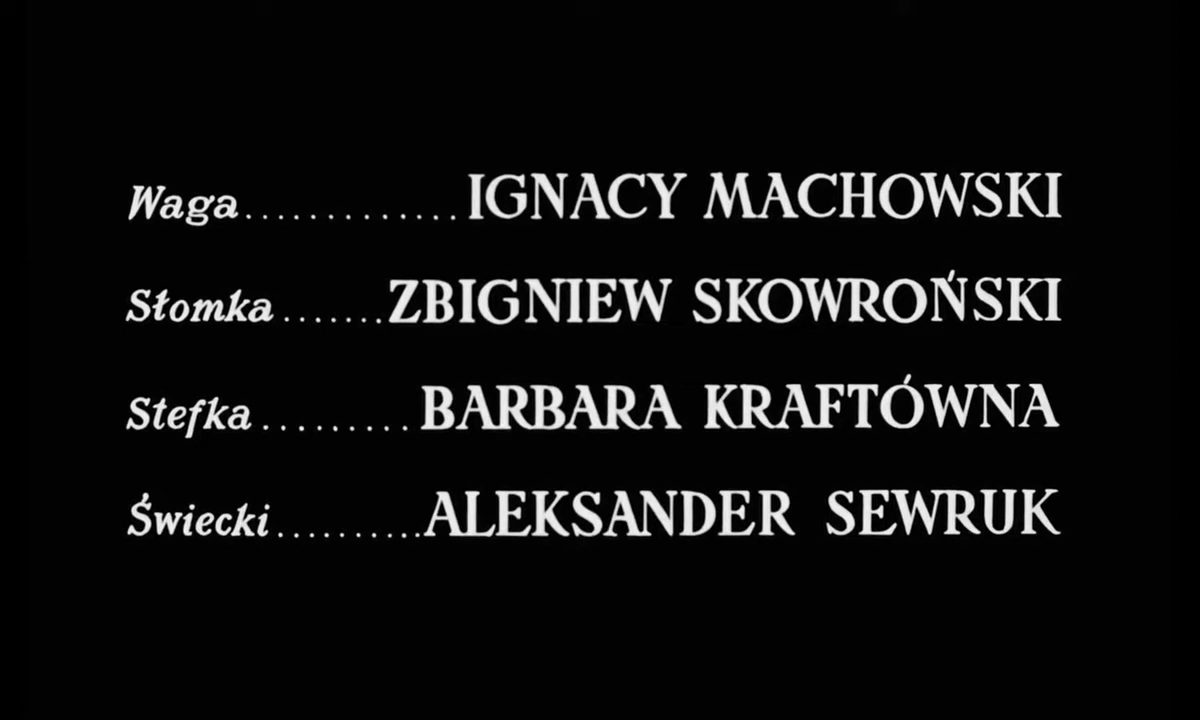 Waga.............IGNACY MACHOWSKI
Słomka.......ZBIGNIEW SKOWROŃSKI
Stefka.........BARBARA KRAFTÓWNA
Świecki..........ALEKSANDER SEWRUK